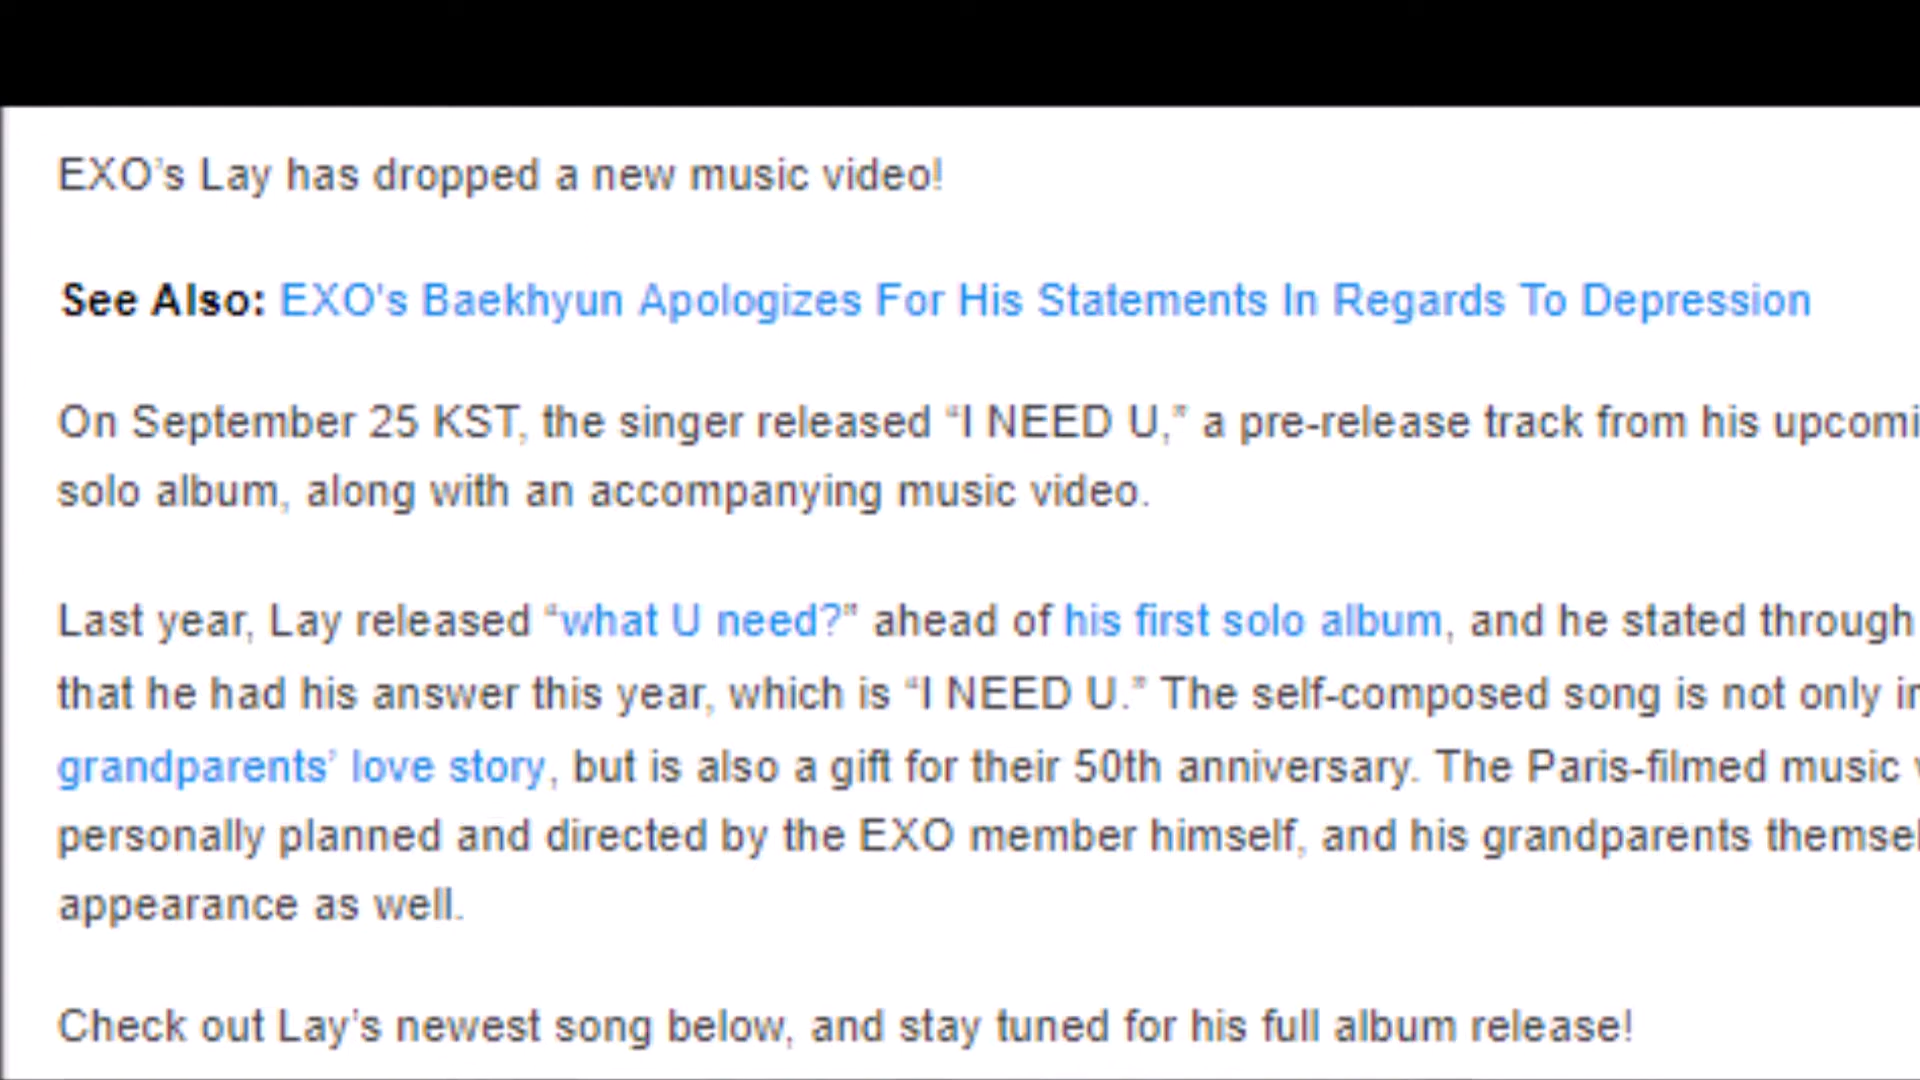 EXO’s Lay has dropped a new music video!
See Also: EXO's Baekhyun Apologizes For His Statements In Regards To Depression
On September 25 KST, the singer released “I NEED U,” a pre-release track from his
solo album, along with an accompanying music video.
Last year, Lay released “what U need?” ahead of his first solo album, and he stated through
that he had his answer this year, which is “I NEED U.” The self-composed song is not only
grandparents’ love story, but is also a gift for their 50th anniversary. The Paris-filmed music
personally planned and directed by the EXO member himself, and his grandparents
appearance as well.
Check out Lay’s newest song below, and stay tuned for his full album release!